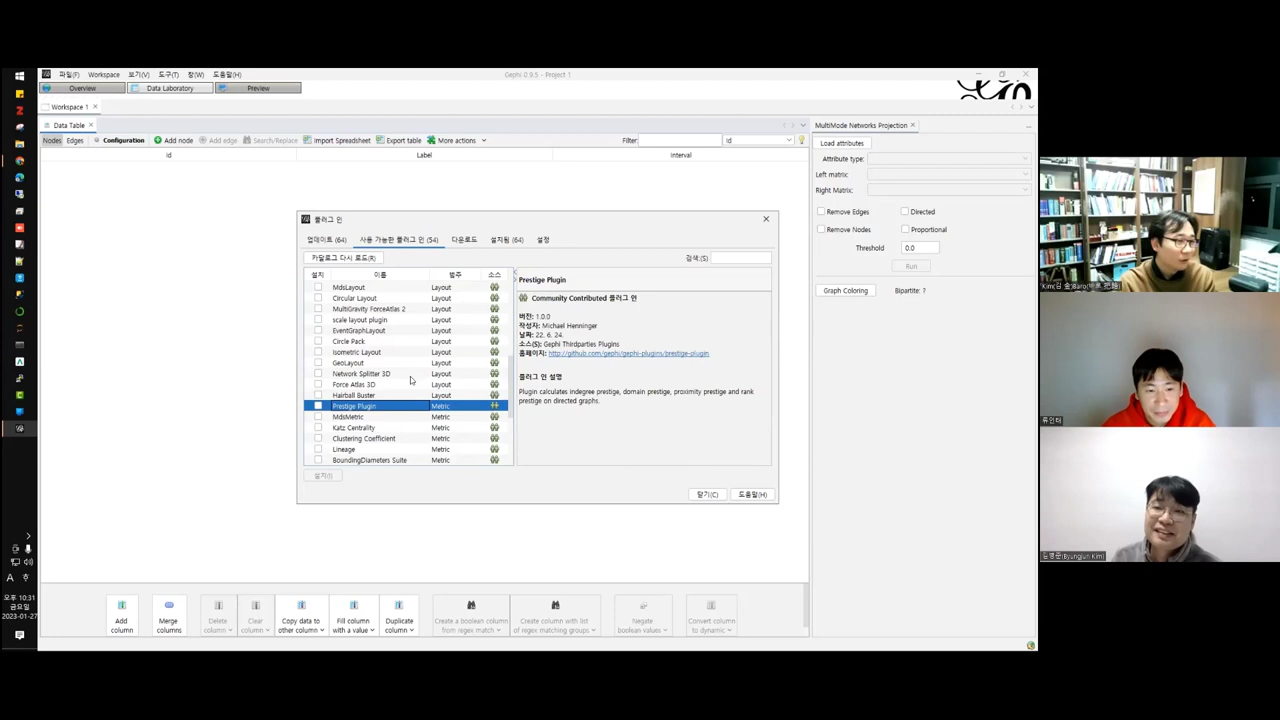 파일(F) Workspace 보기(V) 도구(T) 창(W) 도움말(H)
Gephi 0.9.5 - Project 1
Overview Data Laboratory Preview
Workspace 1
Data Table
Nodes Edges Configuration Add node Add edge Search/Replace Import Spreadsheet Export table More actions Filter: Id
Id Label Interval
MultiMode Networks Projection
Load attributes
Attribute type:
Left matrix:
Right Matrix:
Remove Edges Directed
Remove Nodes Proportional
Threshold 0.0
Run
Graph Coloring Bipartite: ?
플러그 인
업데이트 (64) 사용 가능한 플러그 인 (54) 다운로드 설치됨 (64) 설정
카탈로그 다시 로드(R) 검색:(S)
설치 이름 범주 소스
MdsLayout Layout
Circular Layout Layout
MultiGravity ForceAtlas 2 Layout
scale layout plugin Layout
EventGraphLayout Layout
Circle Pack Layout
Isometric Layout Layout
GeoLayout Layout
Network Splitter 3D Layout
Force Atlas 3D Layout
Hairball Buster Layout
Prestige Plugin Metric
MdsMetric Metric
Katz Centrality Metric
Clustering Coefficient Metric
Lineage Metric
BoundingDiameters Suite Metric
Prestige Plugin
Community Contributed 플러그 인
버전: 1.0.0
작성자: Michael Henninger
날짜: 22. 6. 24.
소스(S): Gephi Thirdparties Plugins
홈페이지: http://github.com/gephi/gephi-plugins/prestige-plugin
플러그 인 설명
Plugin calculates indegree prestige, domain prestige, proximity prestige and rank
prestige on directed graphs.
설치(I)
닫기(C) 도움말(H)
Add column
Merge columns
Delete column
Clear column
Copy data to other column
Fill column with a value
Duplicate column
Create a boolean column from regex match
Create column with list of regex matching groups
Negate boolean values
Convert column to dynamic
A
오후 10:31
금요일
2023-01-27
류인태
김병준(Byungjun Kim)